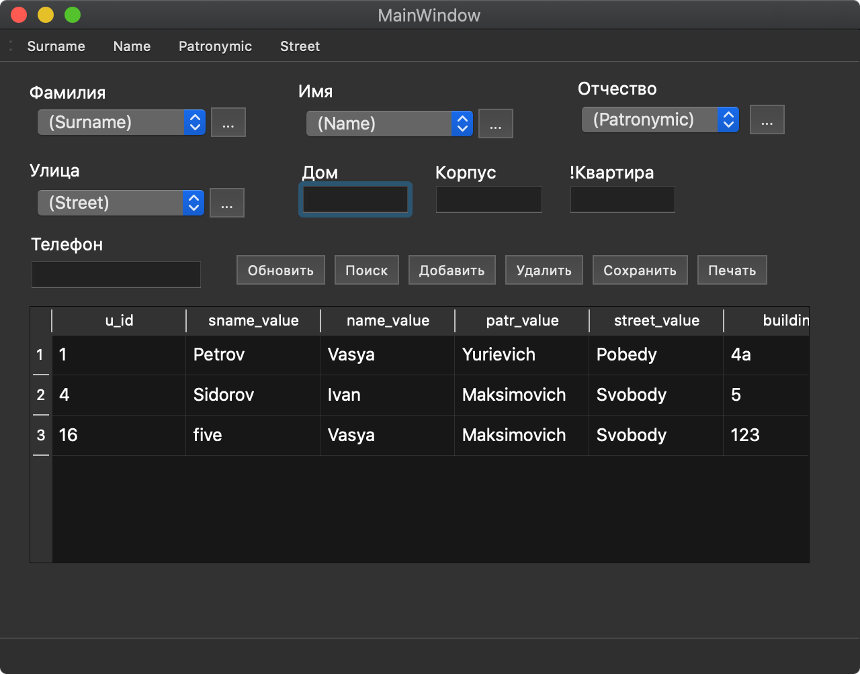 MainWindow
Surname Name Patronymic Street
Фамилия Имя Отчество
(Surname) ... (Name) ... (Patronymic) ...
Улица Дом Корпус !Квартира
(Street) ...
Телефон
Обновить Поиск Добавить Удалить Сохранить Печать
u_id sname_value name_value patr_value street_value buildin
1 1 Petrov Vasya Yurievich Pobedy 4a
2 4 Sidorov Ivan Maksimovich Svobody 5
3 16 five Vasya Maksimovich Svobody 123